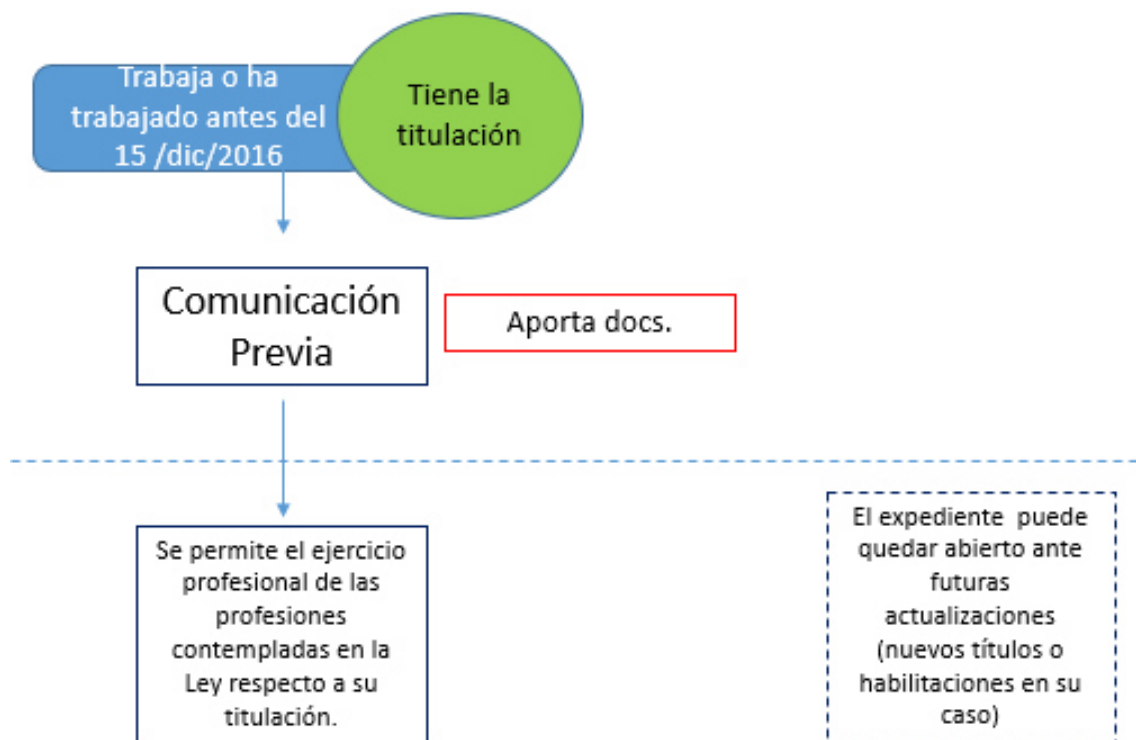 Trabaja o ha
trabajado antes del
15 /dic/2016
Tiene la
titulación
Comunicación
Previa
Aporta docs.
Se permite el ejercicio
profesional de las
profesiones
contempladas en la
Ley respecto a su
titulación.
El expediente puede
quedar abierto ante
futuras
actualizaciones
(nuevos títulos o
habilitaciones en su
caso)